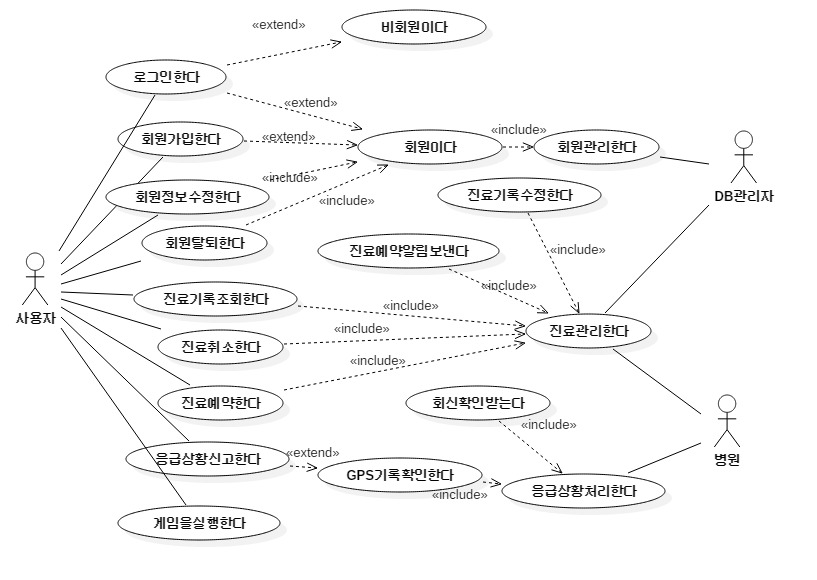 «extend»
비회원이다
로그인한다
«extend»
회원가입한다
«extend»
회원이다
«include»
회원관리한다
DB관리자
회원정보수정한다
«include»
«include»
진료기록수정한다
회원탈퇴한다
진료예약알림보낸다
«include»
«include»
사용자
진료기록조회한다
«include»
진료관리한다
진료취소한다
«include»
«include»
진료예약한다
회신확인받는다
«include»
응급상황신고한다
«extend»
GPS기록확인한다
«include»
응급상황처리한다
병원
게임을실행한다